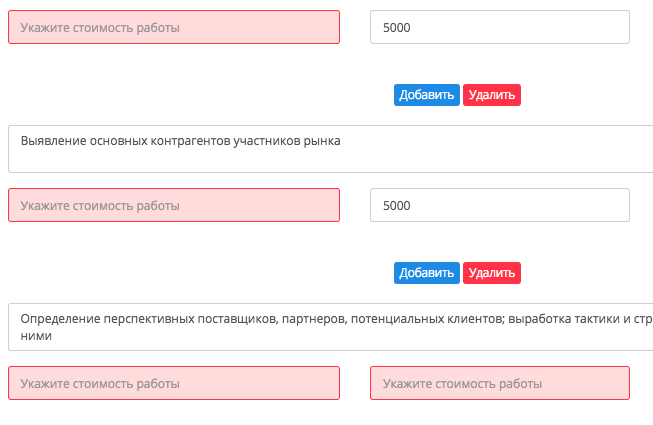 Укажите стоимость работы 5000
Добавить Удалить
Выявление основных контрагентов участников рынка
Укажите стоимость работы 5000
Добавить Удалить
Определение перспективных поставщиков, партнеров, потенциальных клиентов; выработка тактики и
ними
Укажите стоимость работы Укажите стоимость работы